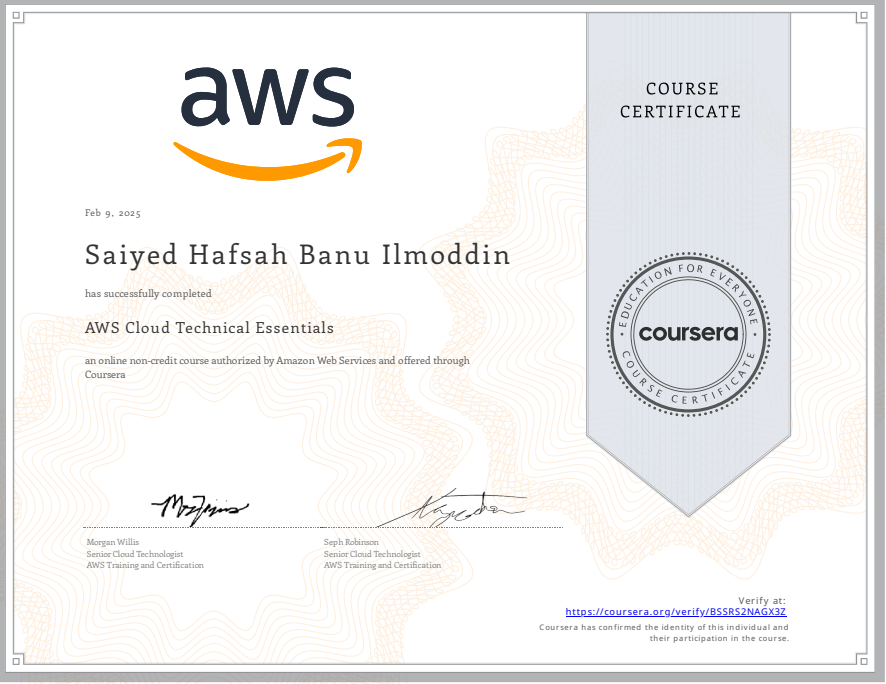 aws
COURSE
CERTIFICATE
Feb 9, 2025
Saiyed Hafsah Banu Ilmoddin
has successfully completed
AWS Cloud Technical Essentials
an online non-credit course authorized by Amazon Web Services and offered through
Coursera
EDUCATION FOR EVERYONE
coursera
COURSE CERTIFICATE
Morgan Willis
Senior Cloud Technologist
AWS Training and Certification
Seph Robinson
Senior Cloud Technologist
AWS Training and Certification
Verify at:
https://coursera.org/verify/BSSRS2NAGX3Z
Coursera has confirmed the identity of this individual and
their participation in the course.